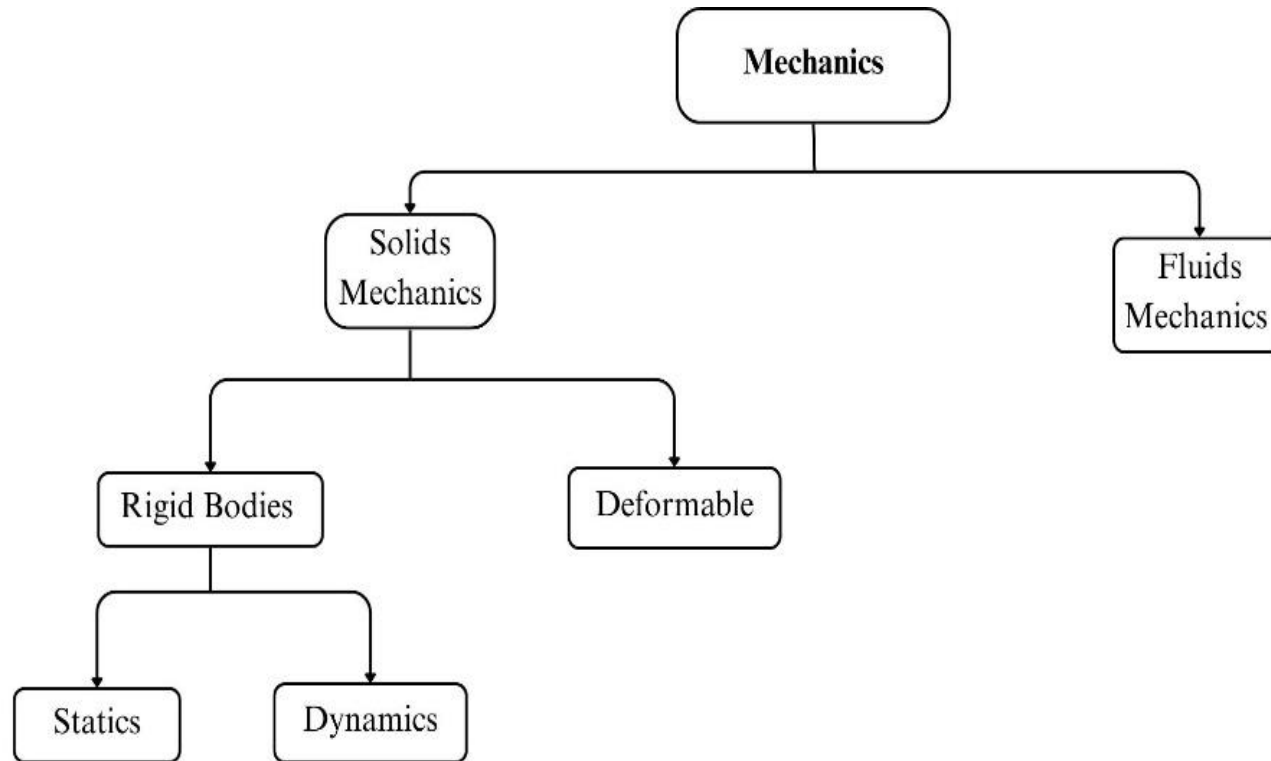 Mechanics
Solids
Mechanics
Fluids
Mechanics
Rigid Bodies
Deformable
Statics
Dynamics